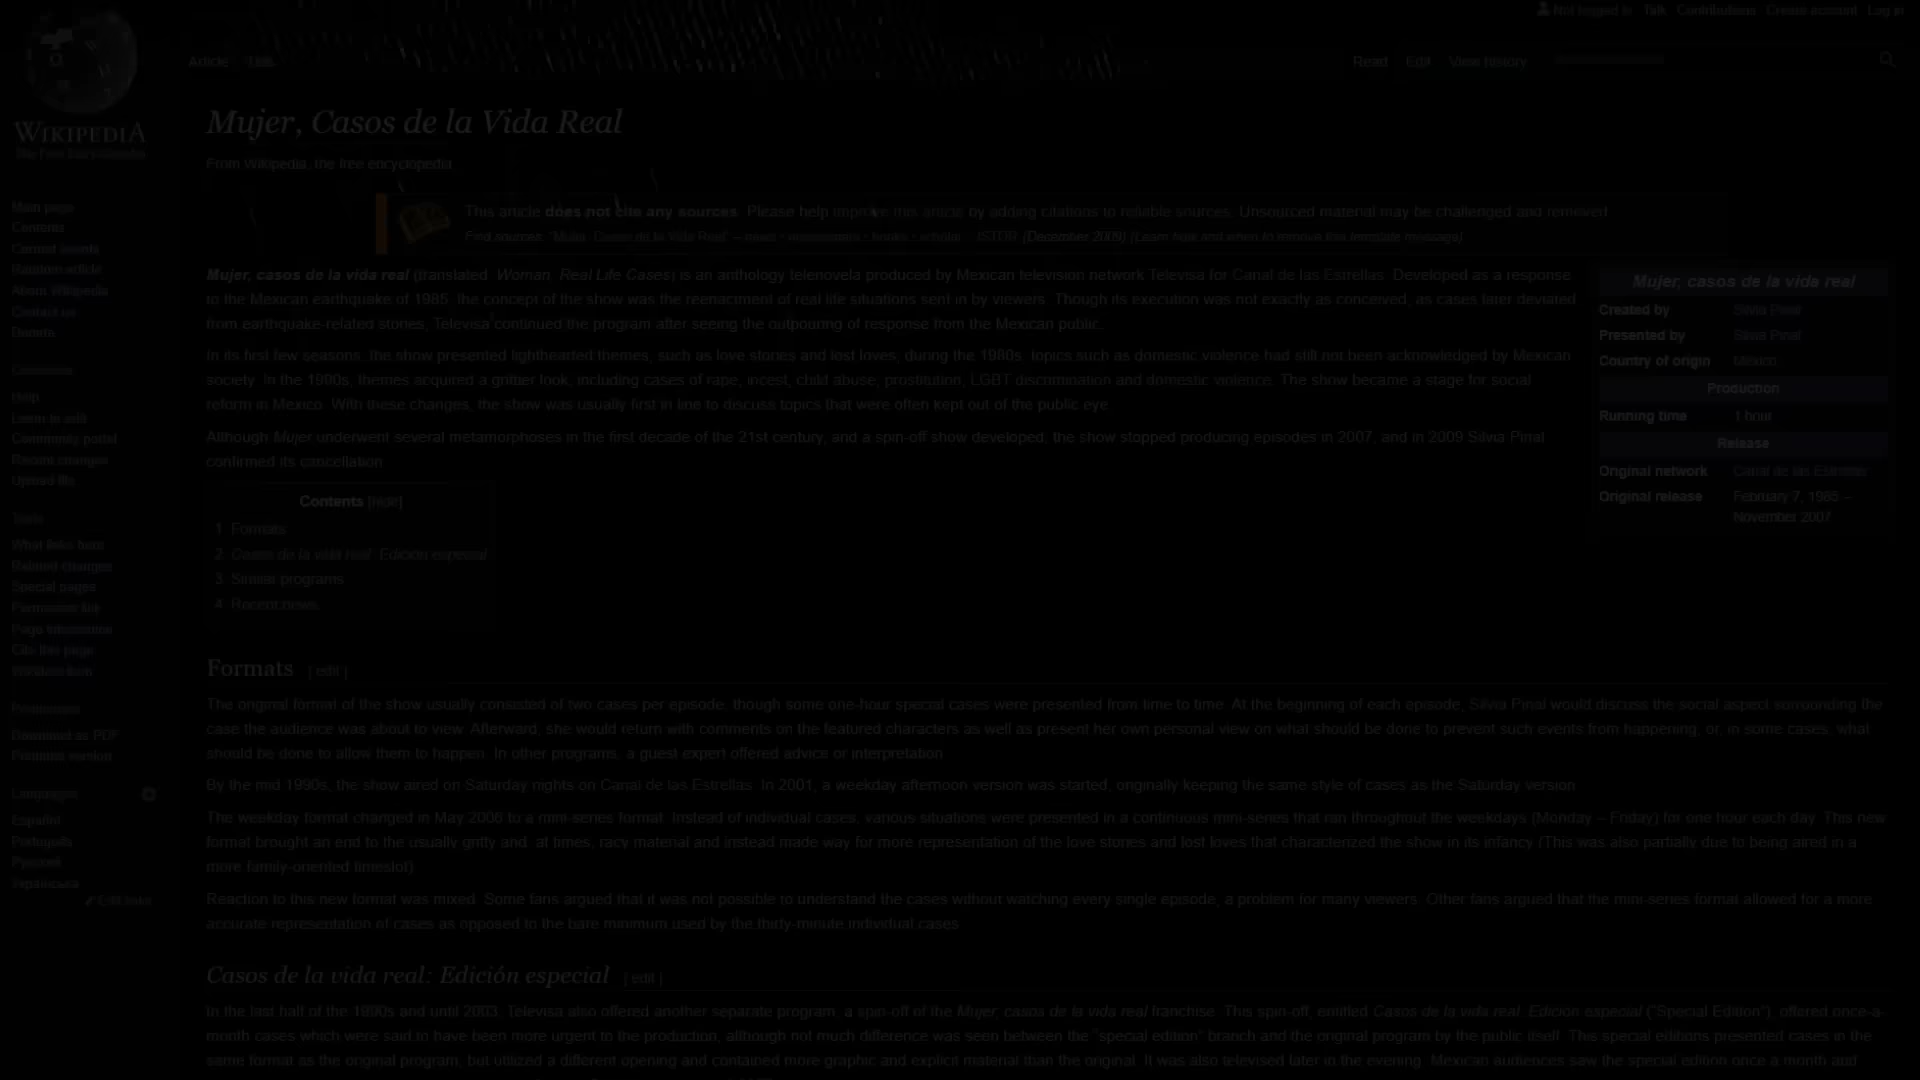 Not logged in Talk Contributions Create account Log in
Article Talk
Read Edit View history
WIKIPEDIA
The Free Encyclopedia
Main page
Contents
Current events
Random article
About Wikipedia
Contact us
Donate
Contribute
Help
Learn to edit
Community portal
Recent changes
Upload file
Tools
What links here
Related changes
Special pages
Permanent link
Page information
Cite this page
Wikidata item
Download as PDF
Printable version
Languages
Español
Português
Русский
Українська
Edit links
Mujer, Casos de la Vida Real
From Wikipedia, the free encyclopedia
This article does not cite any sources. Please help improve this article by adding citations to reliable sources. Unsourced material may be challenged and removed.
Find sources: "Mujer, Casos de la Vida Real" – news · newspapers · books · scholar · JSTOR (December 2009) (Learn how and when to remove this template message)
Mujer, casos de la vida real (translated: Woman, Real Life Cases) is an anthology telenovela produced by Mexican television network Televisa for Canal de las Estrellas. Developed as a response
to the Mexican earthquake of 1985, the concept of the show was the reenactment of real life situations sent in by viewers. Though its execution was not exactly as conceived, as cases later deviated
from earthquake-related stories, Televisa continued the program after seeing the outpouring of response from the Mexican public.
In its first few seasons, the show presented lighthearted themes, such as love stories and lost loves; during the 1980s, topics such as domestic violence had still not been acknowledged by Mexican
society. In the 1990s, themes acquired a grittier look, including cases of rape, incest, child abuse, prostitution, LGBT discrimination and domestic violence. The show became a stage for social
reform in Mexico. With these changes, the show was usually first in line to discuss topics that were often kept out of the public eye.
Although Mujer underwent several metamorphoses in the first decade of the 21st century, and a spin-off show developed, the show stopped producing episodes in 2007, and in 2009 Silvia Pinal
confirmed its cancellation.
Mujer, casos de la vida real
Created by Silvia Pinal
Presented by Silvia Pinal
Country of origin Mexico
Production
Running time 1 hour
Release
Original network Canal de las Estrellas
Original release February 7, 1985 –
November 2007
Contents [hide]
1 Formats
2 Casos de la vida real: Edición especial
3 Similar programs
4 Recent news
Formats [ edit ]
The original format of the show usually consisted of two cases per episode, though some one-hour special cases were presented from time to time. At the beginning of each episode, Silvia Pinal would discuss the social aspect surrounding the
case the audience was about to view. Afterward, she would return with comments on the featured characters as well as present her own personal view on what should be done to prevent such events from happening, or, in some cases, what
should be done to allow them to happen. In other programs, a guest expert offered advice or interpretation.
By the mid 1990s, the show aired on Saturday nights on Canal de las Estrellas. In 2001, a weekday afternoon version was started, originally keeping the same style of cases as the Saturday version.
The weekday format changed in May 2006 to a mini-series format. Instead of individual cases, various situations were presented in a continuous mini-series that ran throughout the weekdays (Monday – Friday) for one hour each day. This new
format brought an end to the usually gritty and, at times, racy material and instead made way for more representation of the love stories and lost loves that characterized the show in its infancy (This was also partially due to being aired in a
more family-oriented timeslot).
Reaction to this new format was mixed. Some fans argued that it was not possible to understand the cases without watching every single episode, a problem for many viewers. Other fans argued that the mini-series format allowed for a more
accurate representation of cases as opposed to the bare minimum used by the thirty-minute individual cases.
Casos de la vida real: Edición especial [ edit ]
In the last half of the 1990s and until 2003, Televisa also offered another separate program, a spin-off of the Mujer, casos de la vida real franchise. This spin-off, entitled Casos de la vida real: Edicion especial ("Special Edition"), offered once-a-
month cases which were said to have been more urgent to the production, although not much difference was seen between the "special edition" branch and the original program by the public itself. This special editions presented cases in the
same format as the original program, but utilized a different opening and contained more graphic and explicit material than the original. It was also televised later in the evening. Mexican audiences saw the special edition once a month and